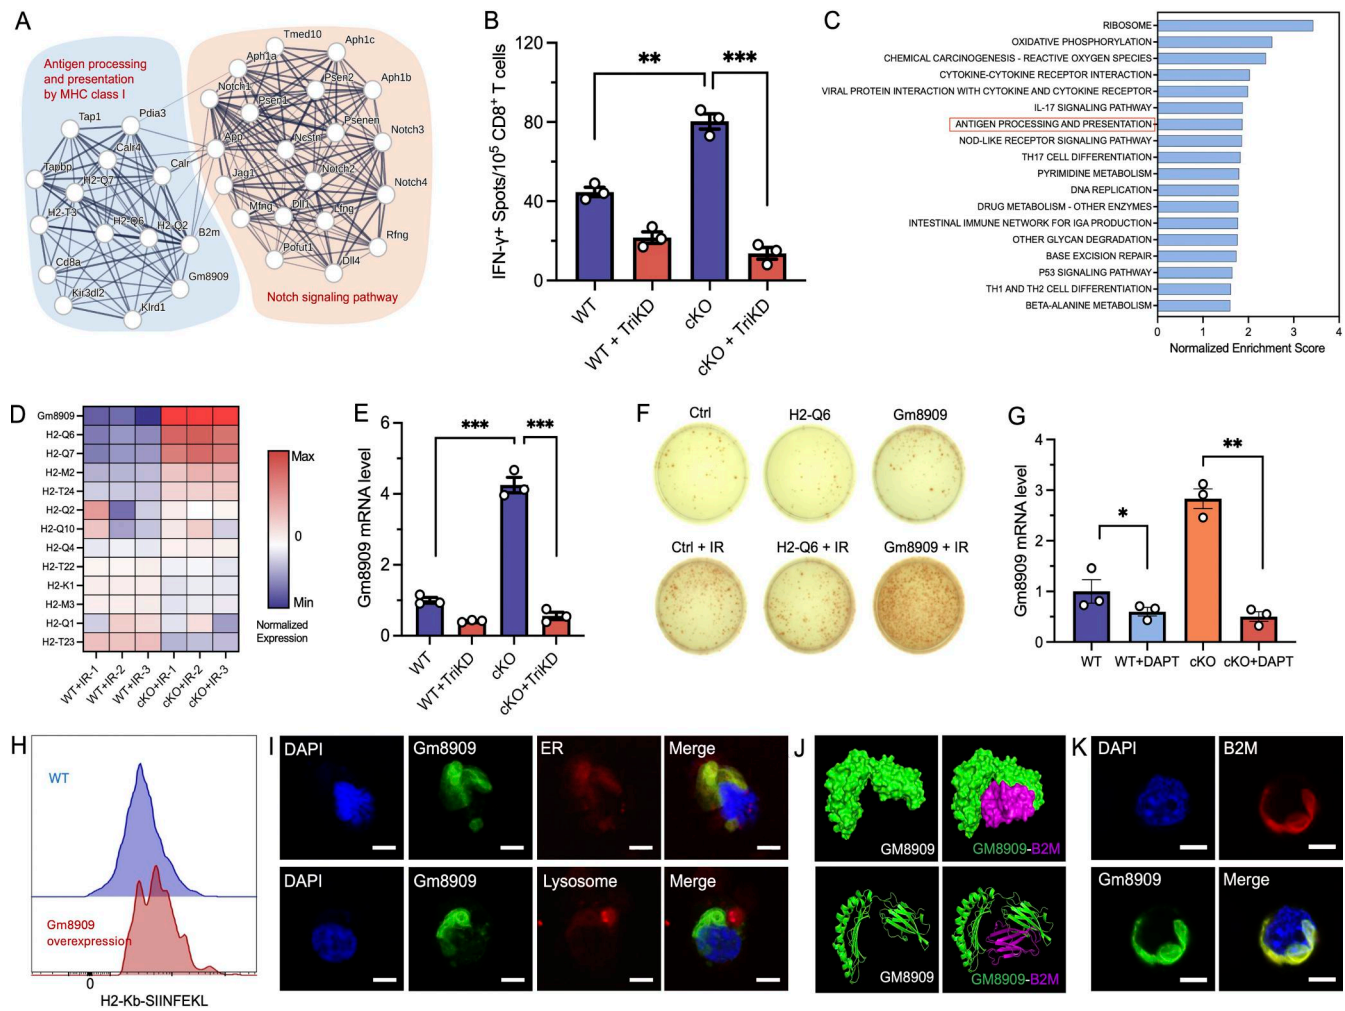 A
Antigen processing
and presentation
by MHC class I
Tap1
Pdia3
Calr4
Tapbp
Calr
H2-Q7
H2-T3
H2-Q6
H2-Q2
B2m
Cd8a
Gm8909
Kir3dl2
Klrd1
Tmed10
Aph1c
Aph1a
Notch1
Psen2
Aph1b
Psen1
Psenen
App
Ncstn
Notch3
Jag1
Notch2
Notch4
Mfng
Dll1
Lfng
Rfng
Pofut1
Dll4
Notch signaling pathway
B
IFN-γ+ Spots/10⁵ CD8⁺ T cells
120
80
40
0
**
***
WT
WT + TriKD
cKO
cKO + TriKD
C
RIBOSOME
OXIDATIVE PHOSPHORYLATION
CHEMICAL CARCINOGENESIS - REACTIVE OXYGEN SPECIES
CYTOKINE-CYTOKINE RECEPTOR INTERACTION
VIRAL PROTEIN INTERACTION WITH CYTOKINE AND CYTOKINE RECEPTOR
IL-17 SIGNALING PATHWAY
ANTIGEN PROCESSING AND PRESENTATION
NOD-LIKE RECEPTOR SIGNALING PATHWAY
TH17 CELL DIFFERENTIATION
PYRIMIDINE METABOLISM
DNA REPLICATION
DRUG METABOLISM - OTHER ENZYMES
INTESTINAL IMMUNE NETWORK FOR IGA PRODUCTION
OTHER GLYCAN DEGRADATION
BASE EXCISION REPAIR
P53 SIGNALING PATHWAY
TH1 AND TH2 CELL DIFFERENTIATION
BETA-ALANINE METABOLISM
0 1 2 3 4
Normalized Enrichment Score
D
Gm8909
H2-Q6
H2-Q7
H2-M2
H2-T24
H2-Q2
H2-Q10
H2-Q4
H2-T22
H2-K1
H2-M3
H2-Q1
H2-T23
WT+IR-1
WT+IR-2
WT+IR-3
cKO+IR-1
cKO+IR-2
cKO+IR-3
Max
0
Min
Normalized
Expression
E
Gm8909 mRNA level
6
4
2
0
***
***
WT
WT+TriKD
cKO
cKO+TriKD
F
Ctrl
H2-Q6
Gm8909
Ctrl + IR
H2-Q6 + IR
Gm8909 + IR
G
Gm8909 mRNA level
4
3
2
1
0
*
**
WT
WT+DAPT
cKO
cKO+DAPT
H
WT
Gm8909
overexpression
0
H2-Kb-SIINFEKL
I
DAPI
Gm8909
ER
Merge
DAPI
Gm8909
Lysosome
Merge
J
GM8909
GM8909-B2M
GM8909
GM8909-B2M
K
DAPI
B2M
Gm8909
Merge